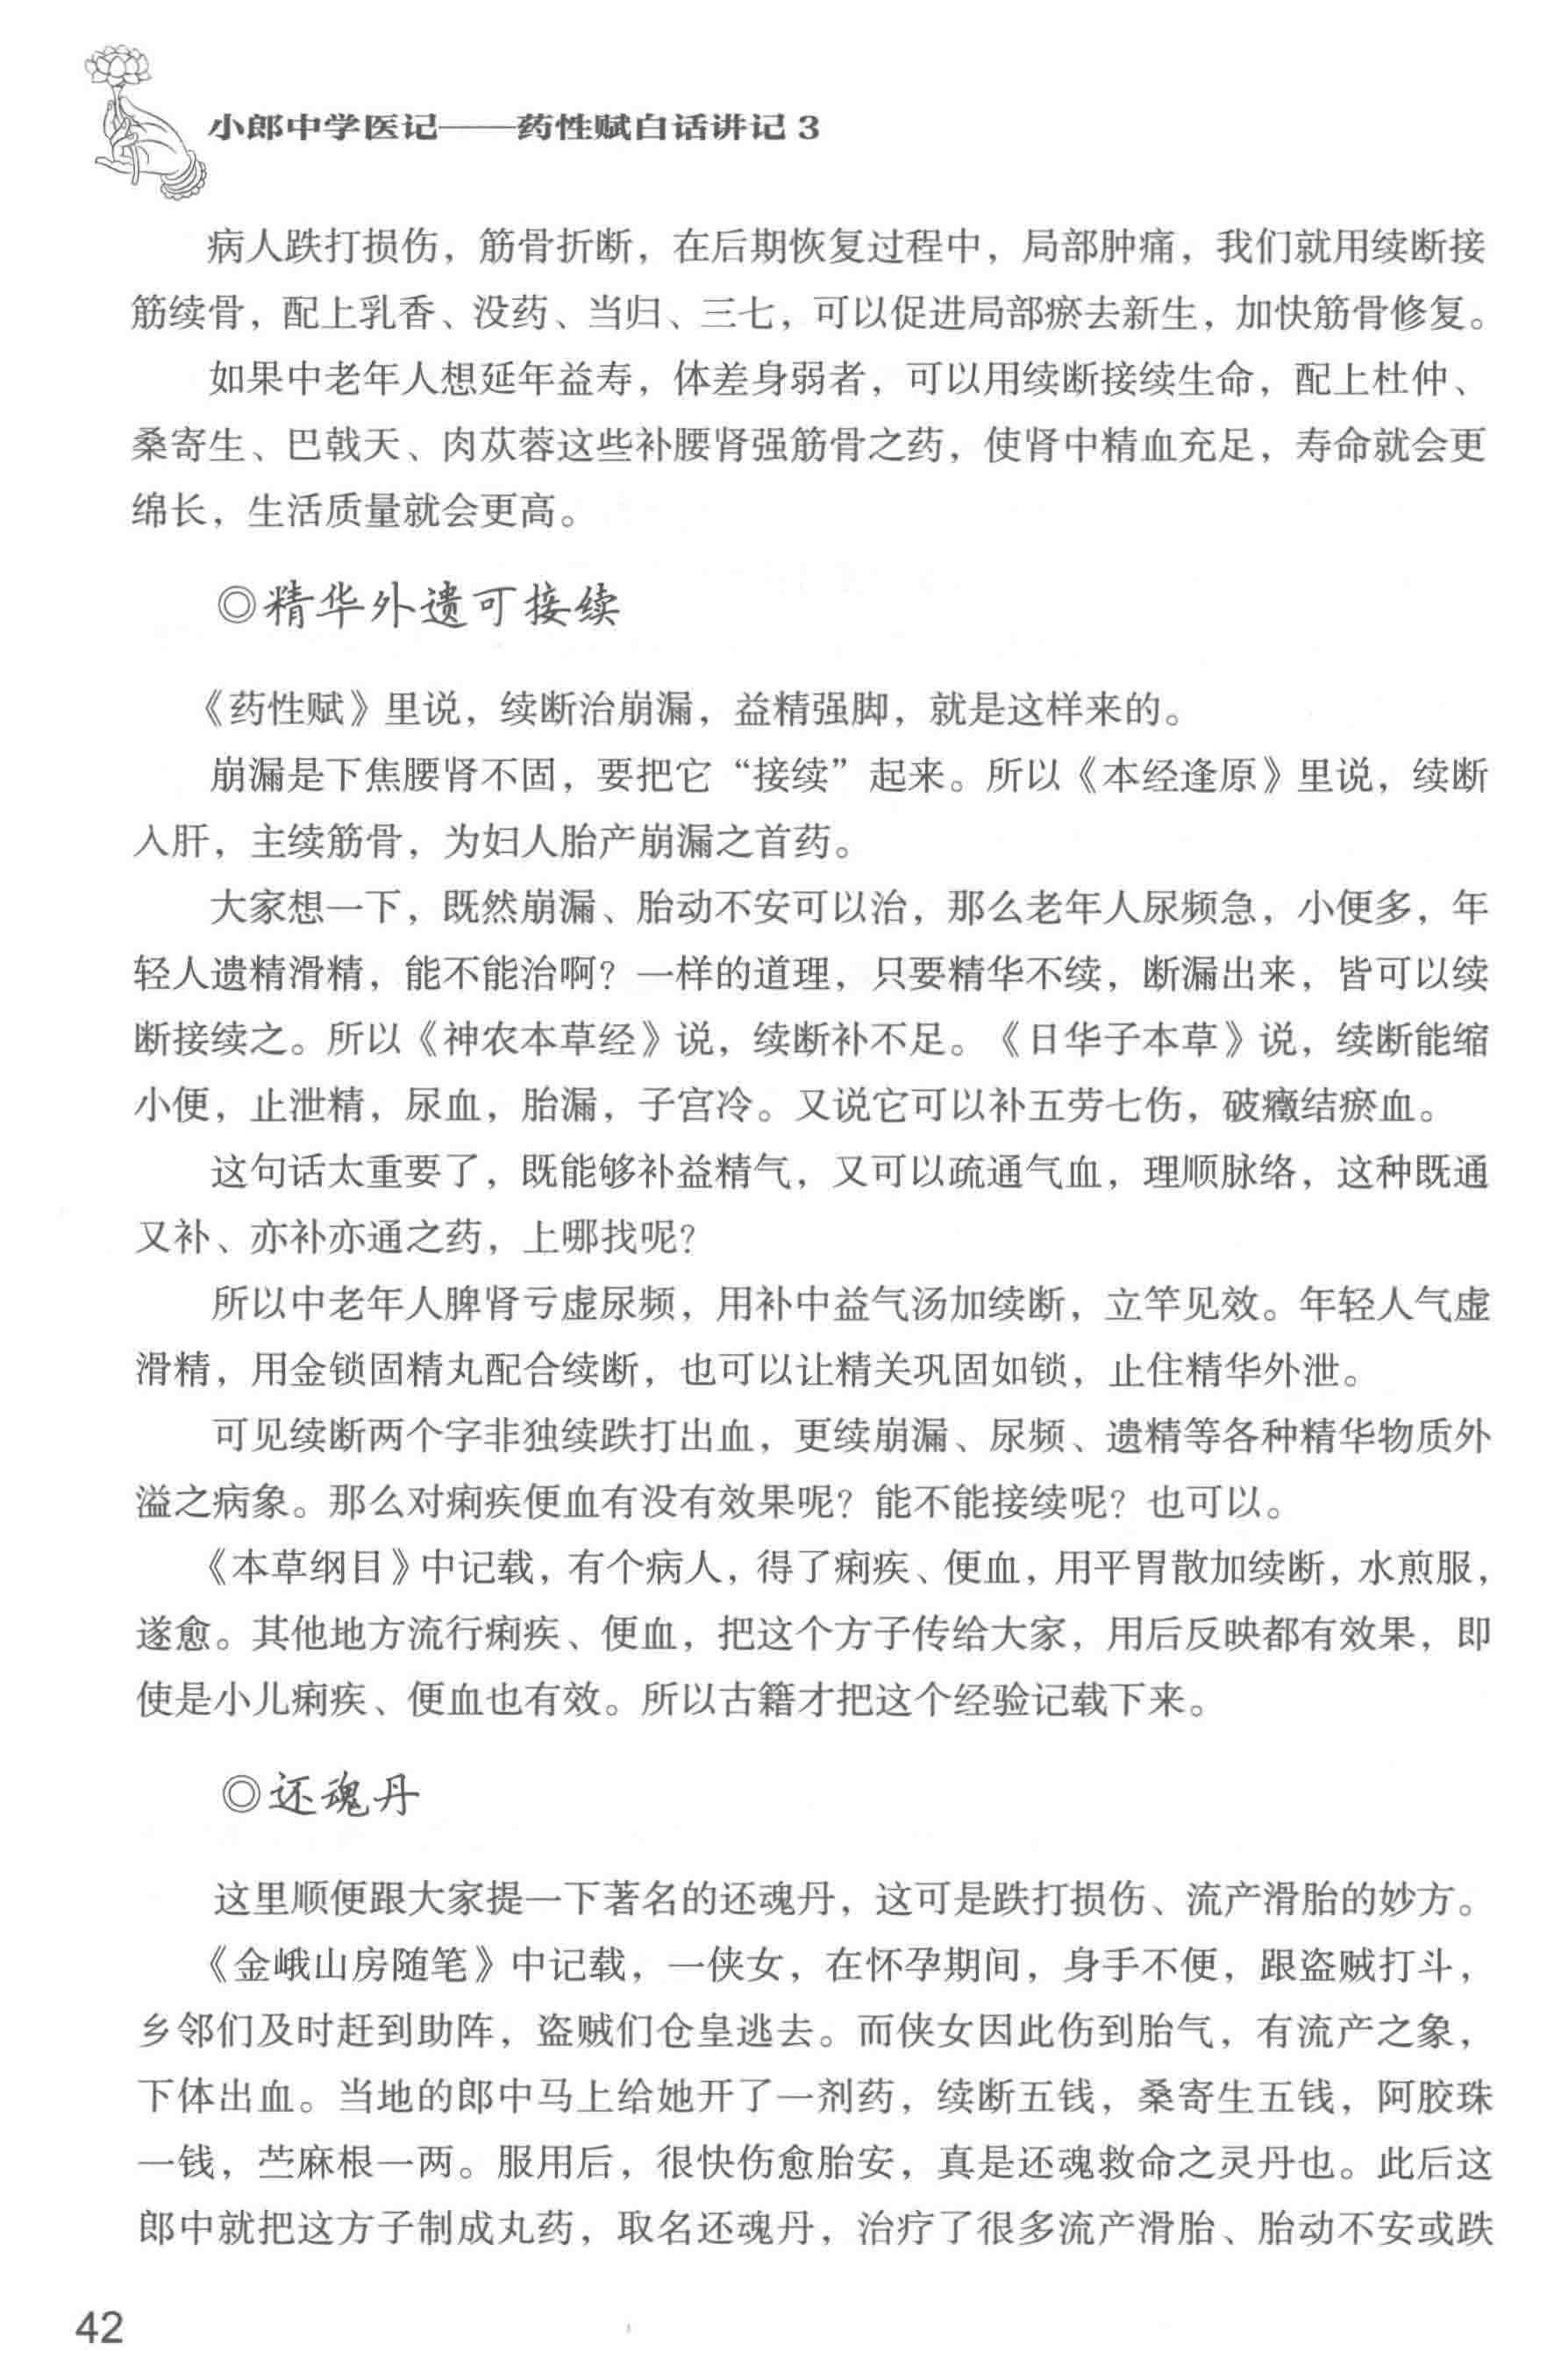 小郎中学医记——药性赋白话讲记 3
病人跌打损伤，筋骨折断，在后期恢复过程中，局部肿痛，我们就用续断接
筋续骨，配上乳香、没药、当归、三七，可以促进局部瘀去新生，加快筋骨修复。
如果中老年人想延年益寿，体差身弱者，可以用续断接续生命，配上杜仲、
桑寄生、巴戟天、肉苁蓉这些补腰肾强筋骨之药，使肾中精血充足，寿命就会更
绵长，生活质量就会更高。
◎精华外遗可接续
《药性赋》里说，续断治崩漏，益精强脚，就是这样来的。
崩漏是下焦腰肾不固，要把它“接续”起来。所以《本经逢原》里说，续断
入肝，主续筋骨，为妇人胎产崩漏之首药。
大家想一下，既然崩漏、胎动不安可以治，那么老年人尿频急，小便多，年
轻人遗精滑精，能不能治啊？一样的道理，只要精华不续，断漏出来，皆可以续
断接续之。所以《神农本草经》说，续断补不足。《日华子本草》说，续断能缩
小便，止泄精，尿血，胎漏，子宫冷。又说它可以补五劳七伤，破癥结瘀血。
这句话太重要了，既能够补益精气，又可以疏通气血，理顺脉络，这种既通
又补、亦补亦通之药，上哪找呢？
所以中老年人脾肾亏虚尿频，用补中益气汤加续断，立竿见效。年轻人气虚
滑精，用金锁固精丸配合续断，也可以让精关巩固如锁，止住精华外泄。
可见续断两个字非独续跌打出血，更续崩漏、尿频、遗精等各种精华物质外
溢之病象。那么对痢疾便血有没有效果呢？能不能接续呢？也可以。
《本草纲目》中记载，有个病人，得了痢疾、便血，用平胃散加续断，水煎服，
遂愈。其他地方流行痢疾、便血，把这个方子传给大家，用后反映都有效果，即
使是小儿痢疾、便血也有效。所以古籍才把这个经验记载下来。
◎还魂丹
这里顺便跟大家提一下著名的还魂丹，这可是跌打损伤、流产滑胎的妙方。
《金峨山房随笔》中记载，一侠女，在怀孕期间，身手不便，跟盗贼打斗，
乡邻们及时赶到助阵，盗贼们仓皇逃去。而侠女因此伤到胎气，有流产之象，
下体出血。当地的郎中马上给她开了一剂药，续断五钱，桑寄生五钱，阿胶珠
一钱，苎麻根一两。服用后，很快伤愈胎安，真是还魂救命之灵丹也。此后这
郎中就把这方子制成丸药，取名还魂丹，治疗了很多流产滑胎、胎动不安或跌
42